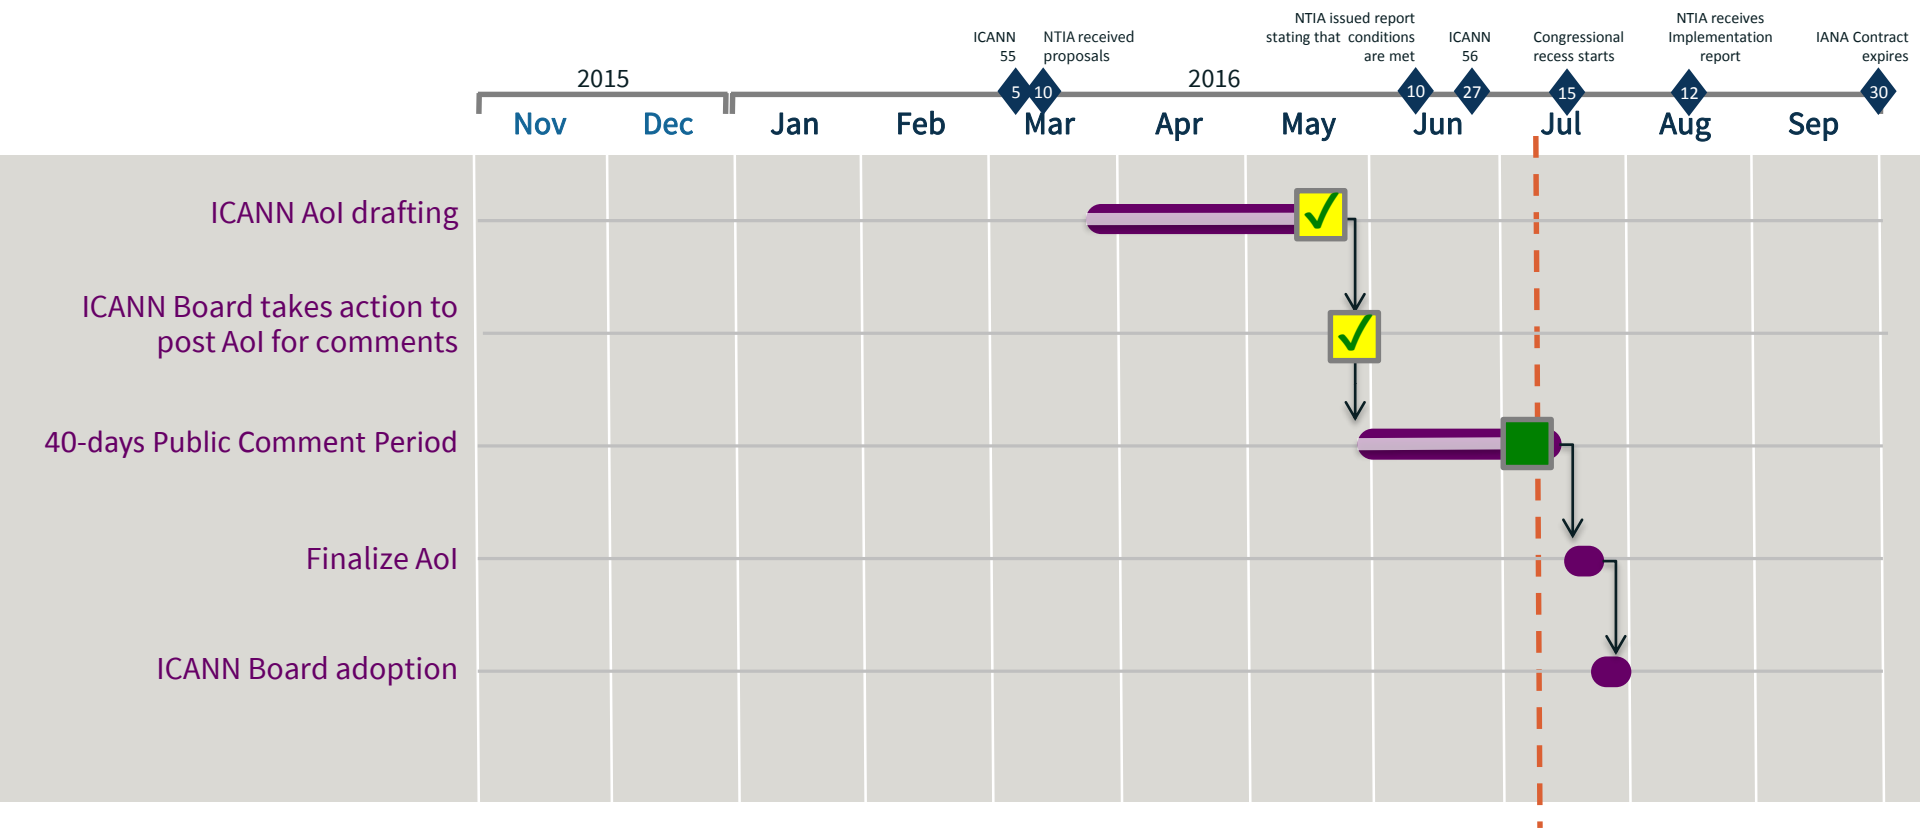 NTIA issued report
stating that conditions
are met
NTIA receives
Implementation
report
ICANN
55
NTIA received
proposals
ICANN
56
Congressional
recess starts
IANA Contract
expires
2015
2016
5
10
10
27
15
12
30
Nov
Dec
Jan
Feb
Mar
Apr
May
Jun
Jul
Aug
Sep
ICANN AoI drafting
ICANN Board takes action to
post AoI for comments
40-days Public Comment Period
Finalize AoI
ICANN Board adoption